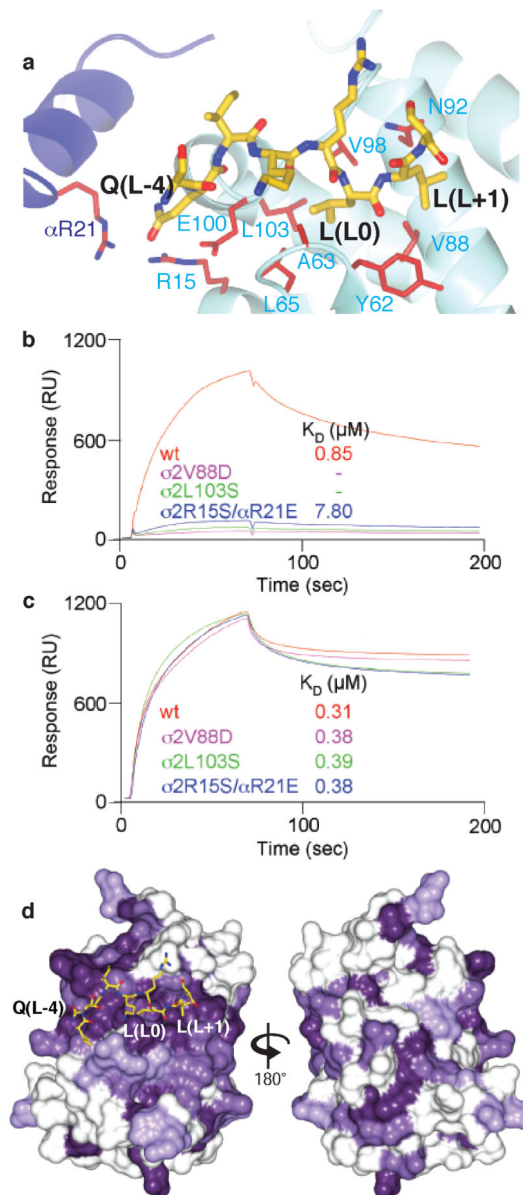 a
N92
V98
Q(L-4)
L(L+1)
αR21
E100
L103
L(L0)
V88
A63
R15
L65
Y62
b
1200
Response (RU)
600
0
K_D (µM)
wt 0.85
σ2V88D -
σ2L103S -
σ2R15S/αR21E 7.80
100 200
Time (sec)
c
1200
Response (RU)
600
0
K_D (µM)
wt 0.31
σ2V88D 0.38
σ2L103S 0.39
σ2R15S/αR21E 0.38
100 200
Time (sec)
d
Q(L-4)
L(L0)
L(L+1)
180°